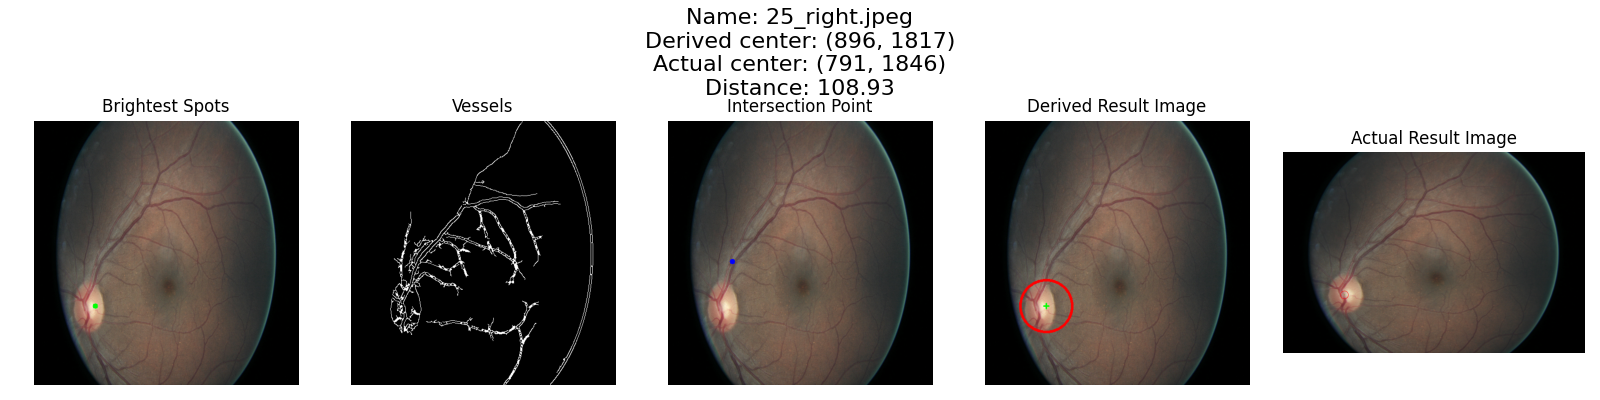 Name: 25_right.jpeg
Derived center: (896, 1817)
Actual center: (791, 1846)
Distance: 108.93
Brightest Spots
Vessels
Intersection Point
Derived Result Image
Actual Result Image